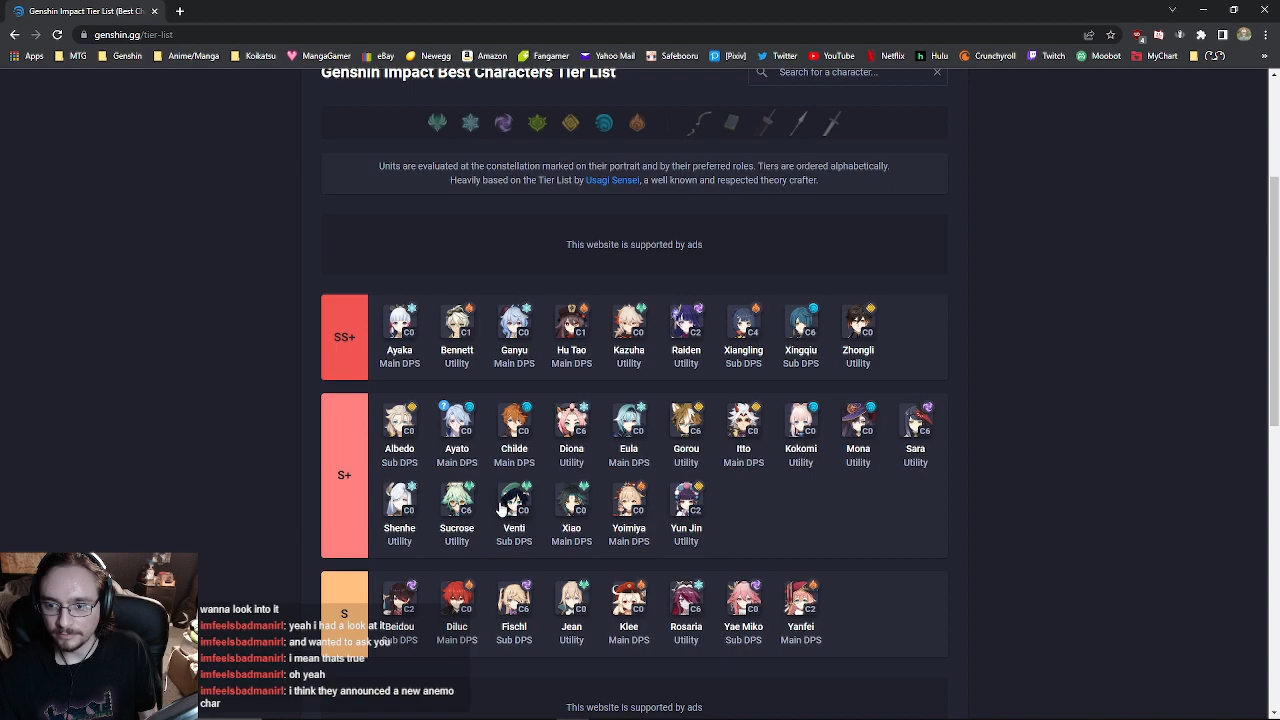 Genshin Impact Best Ch
genshin.gg/tier-list
Apps MTG Genshin Anime/Manga Koikatsu MangaGamer eBay Newegg Amazon Fangamer Yahoo Mail Safebooru [Pixiv] Twitter YouTube Netflix Hulu Crunchyroll Twitch Moobot MyChart C.S.G.
Genshin Impact Best Characters Tier List
Search for a character...
Units are evaluated at the constellation marked on their portrait and by their preferred roles. Tiers are ordered alphabetically.
Heavily based on the Tier List by Usagi Sensei, a well known and respected theory crafter.
This website is supported by ads
SS+
C0 C1 C0 C1 C0 C2 C4 C6 C0
Ayaka Bennett Ganyu Hu Tao Kazuha Raiden Xiangling Xingqiu Zhongli
Main DPS Utility Main DPS Main DPS Utility Utility Sub DPS Utility Utility
S+
C0 C0 C0 C6 C0 C6 C0 C0 C0 C6
Albedo Ayato Childe Diona Eula Gorou Itto Kokomi Mona Sara
Sub DPS Main DPS Main DPS Utility Main DPS Utility Main DPS Utility Utility Utility
C0 C6 C0 C0 C0 C6
Shenhe Sucrose Venti Xiao Yoimiya Yun Jin
Utility Utility Sub DPS Main DPS Main DPS Utility
S
C2 C0 C6 C0 C0 C6 C0 C2
Beidou Diluc Fischl Jean Klee Rosaria Yae Miko Yanfei
Sub DPS Main DPS Sub DPS Utility Main DPS Sub DPS Sub DPS Main DPS
This website is supported by ads
wanna look into it
imfeelsbadmanirl: yeah i had a look at it
imfeelsbadmanirl: and wanted to ask you
imfeelsbadmanirl: i mean thats true
imfeelsbadmanirl: oh yeah
imfeelsbadmanirl: i think they announced a new anemo
char